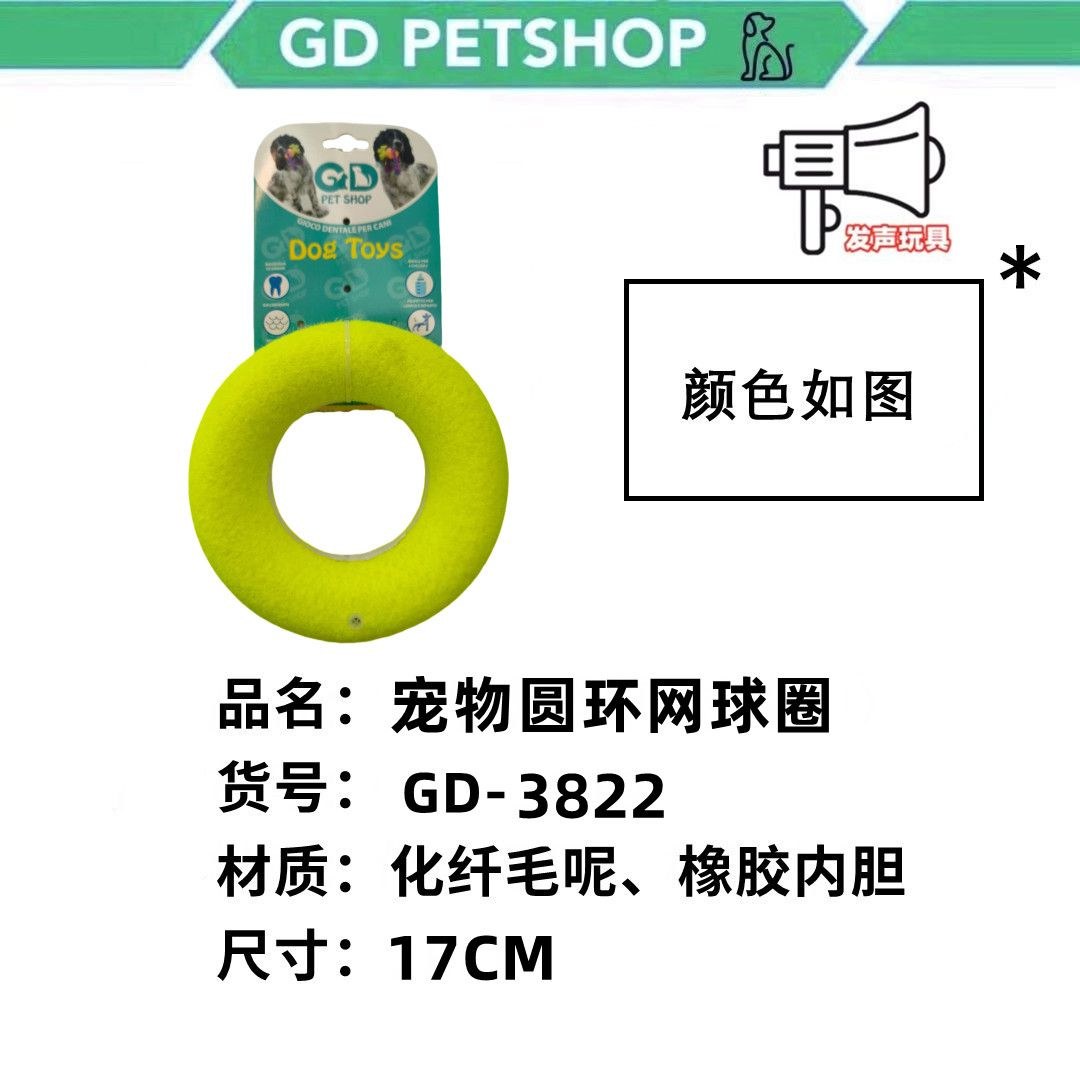 GD PETSHOP
GD
PET SHOP
GIOCO DENTALE PER CANI
Dog Toys
发声玩具
*
颜色如图
品名：宠物圆环网球圈
货号：GD-3822
材质：化纤毛呢、橡胶内胆
尺寸：17CM